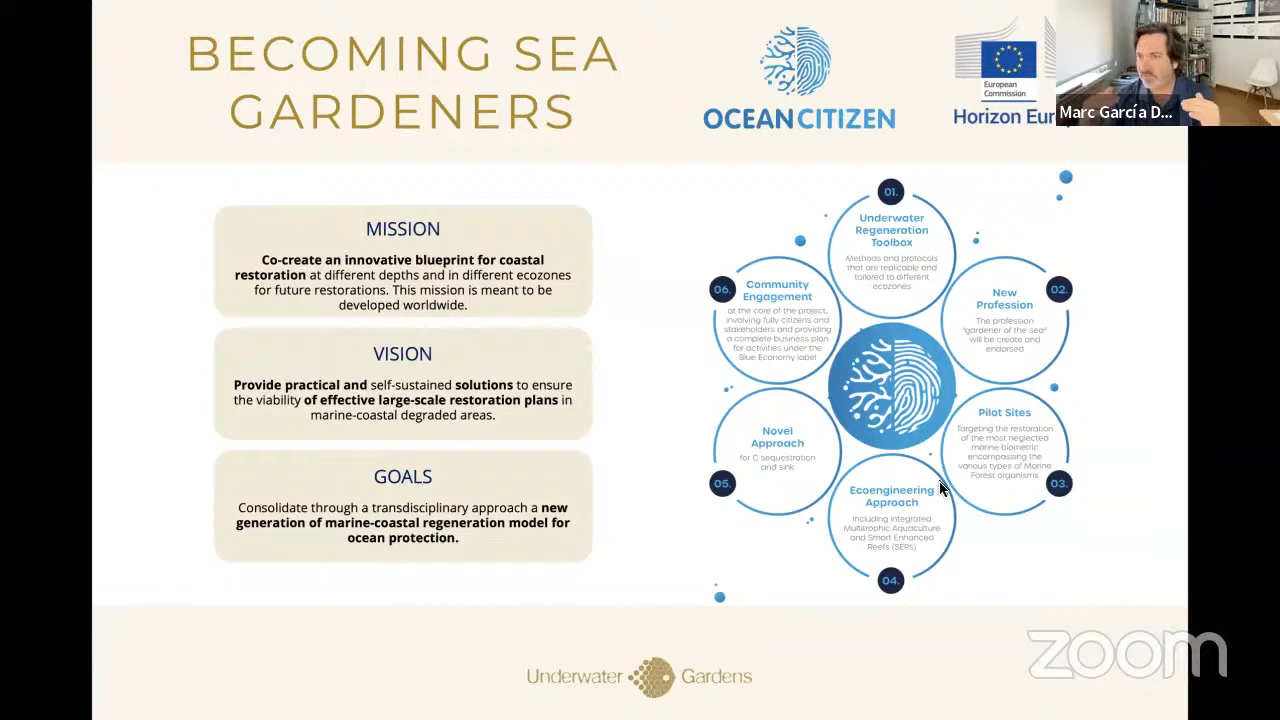 BECOMING SEA
GARDENERS
OCEAN CITIZEN
European
Commission
Horizon Eur
Marc García D...
MISSION
Co-create an innovative blueprint for coastal
restoration at different depths and in different ecozones
for future restorations. This mission is meant to be
developed worldwide.
VISION
Provide practical and self-sustained solutions to ensure
the viability of effective large-scale restoration plans in
marine-coastal degraded areas.
GOALS
Consolidate through a transdisciplinary approach a new
generation of marine-coastal regeneration model for
ocean protection.
01.
Underwater
Regeneration
Toolbox
Methods and protocols
that are replicable and
tailored to different
ecozones
02.
New
Profession
The profession
"gardener of the sea"
will be create and
endorsed
Pilot Sites
Targeting the restoration
of the most neglected
marine biometric
encompassing the
various types of Marine
Forest organisms
03.
Ecoengineering
Approach
Including Integrated
Multitrophic Aquaculture
and Smart Enhanced
Reefs (SERs)
04.
Novel
Approach
for C sequestration
and sink
05.
06.
Community
Engagement
at the core of the project,
involving fully citizens and
stakeholders and providing
a complete business plan
for activities under the
Blue Economy label
Underwater Gardens
zoom